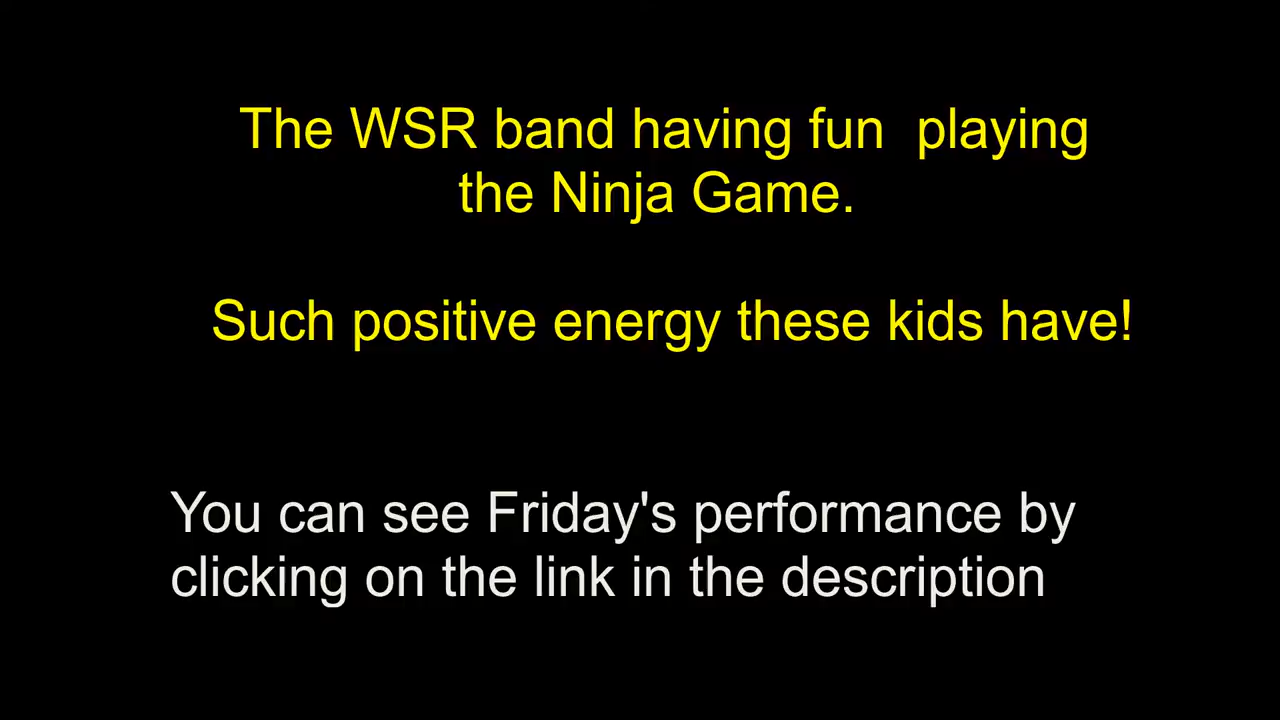 The WSR band having fun  playing
the Ninja Game.
Such positive energy these kids have!
You can see Friday's performance by
clicking on the link in the description